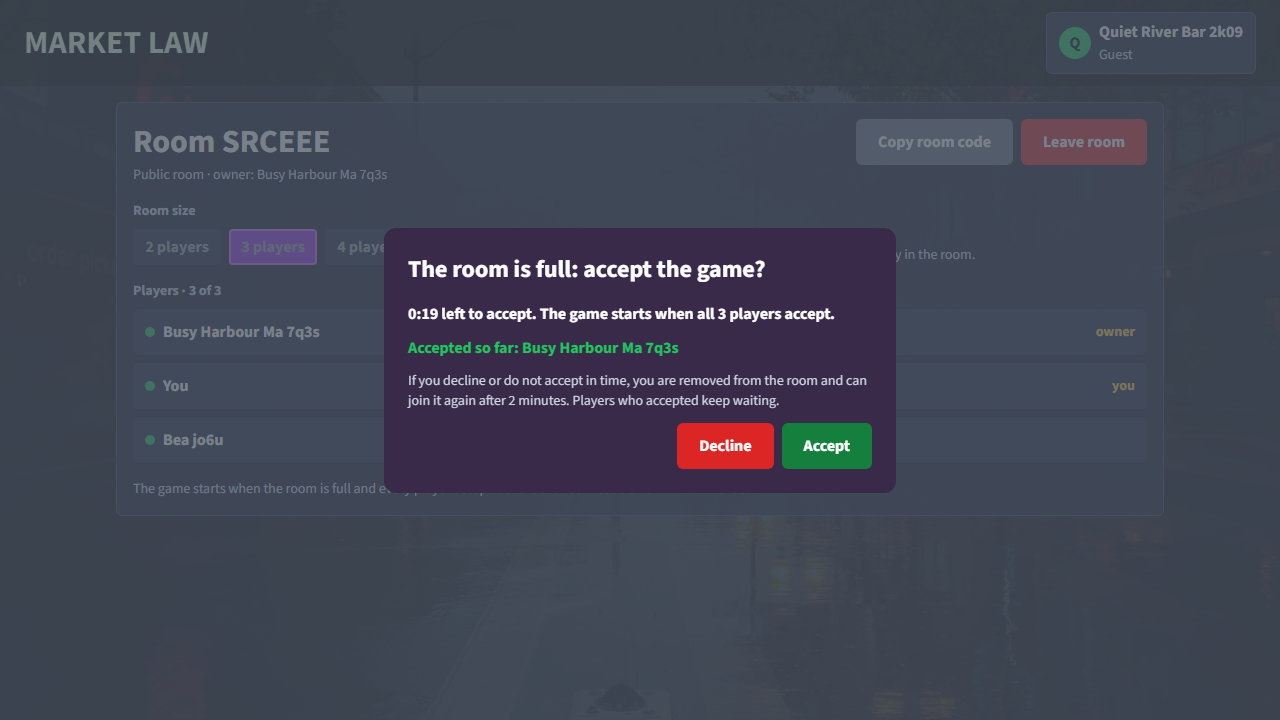 MARKET LAW
Q
Quiet River Bar 2k09
Guest
Room SRCEEE
Public room · owner: Busy Harbour Ma 7q3s
Copy room code
Leave room
Room size
2 players
3 players
4
in the room.
Players · 3 of 3
Busy Harbour Ma 7q3s
owner
You
you
Bea jo6u
The game starts when the room is full and
The room is full: accept the game?
0:19 left to accept. The game starts when all 3 players accept.
Accepted so far: Busy Harbour Ma 7q3s
If you decline or do not accept in time, you are removed from the room and can
join it again after 2 minutes. Players who accepted keep waiting.
Decline
Accept